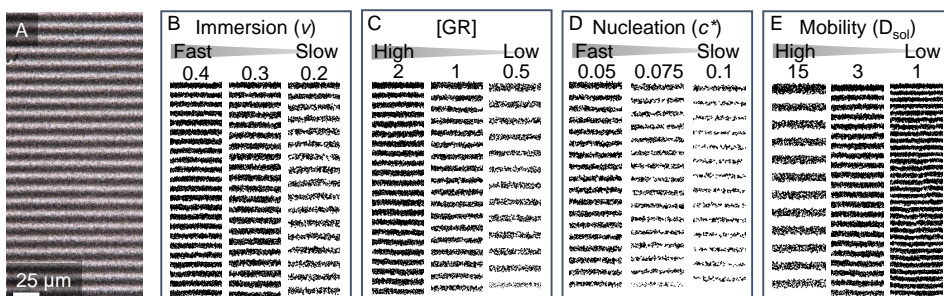 A
25 µm
B Immersion (v)
Fast Slow
0.4 0.3 0.2
C [GR]
High Low
2 1 0.5
D Nucleation (c*)
Fast Slow
0.05 0.075 0.1
E Mobility (Dsol)
High Low
15 3 1